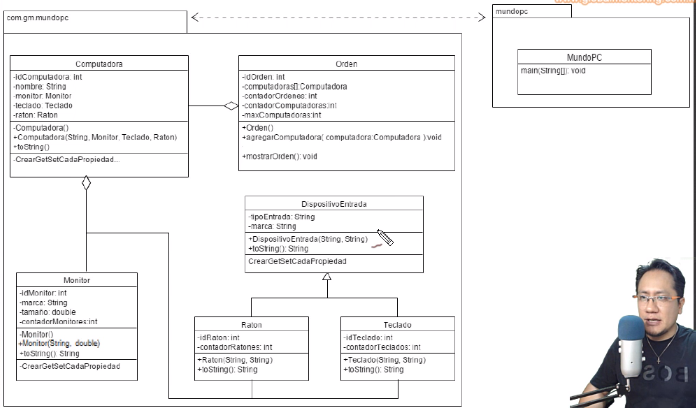 com.gm.mundopc
mundopc
MundoPC
main(String[]): void
Computadora
-idComputadora: int
-nombre: String
-monitor: Monitor
-teclado: Teclado
-raton: Raton
-Computadora()
+Computadora(String, Monitor, Teclado, Raton)
+toString()
-CrearGetSetCadaPropiedad...
Orden
-idOrden: int
-computadoras[]:Computadora
-contadorOrdenes: int
-contadorComputadoras:int
-maxComputadoras:int
+Orden()
+agregarComputadora( computadora:Computadora ):void
+mostrarOrden(): void
DispositivoEntrada
-tipoEntrada: String
-marca: String
+DispositivoEntrada(String, String)
+toString(): String
CrearGetSetCadaPropiedad
Monitor
-idMonitor: int
-marca: String
-tamaño: double
-contadorMonitores:int
-Monitor()
+Monitor(String, double)
+toString(): String
-CrearGetSetCadaPropiedad
Raton
-idRaton: int
-contadorRatones: int
+Raton(String, String)
+toString(): String
Teclado
-idTeclado: int
-contadorTeclados: int
+Teclado(String, String)
+toString(): String